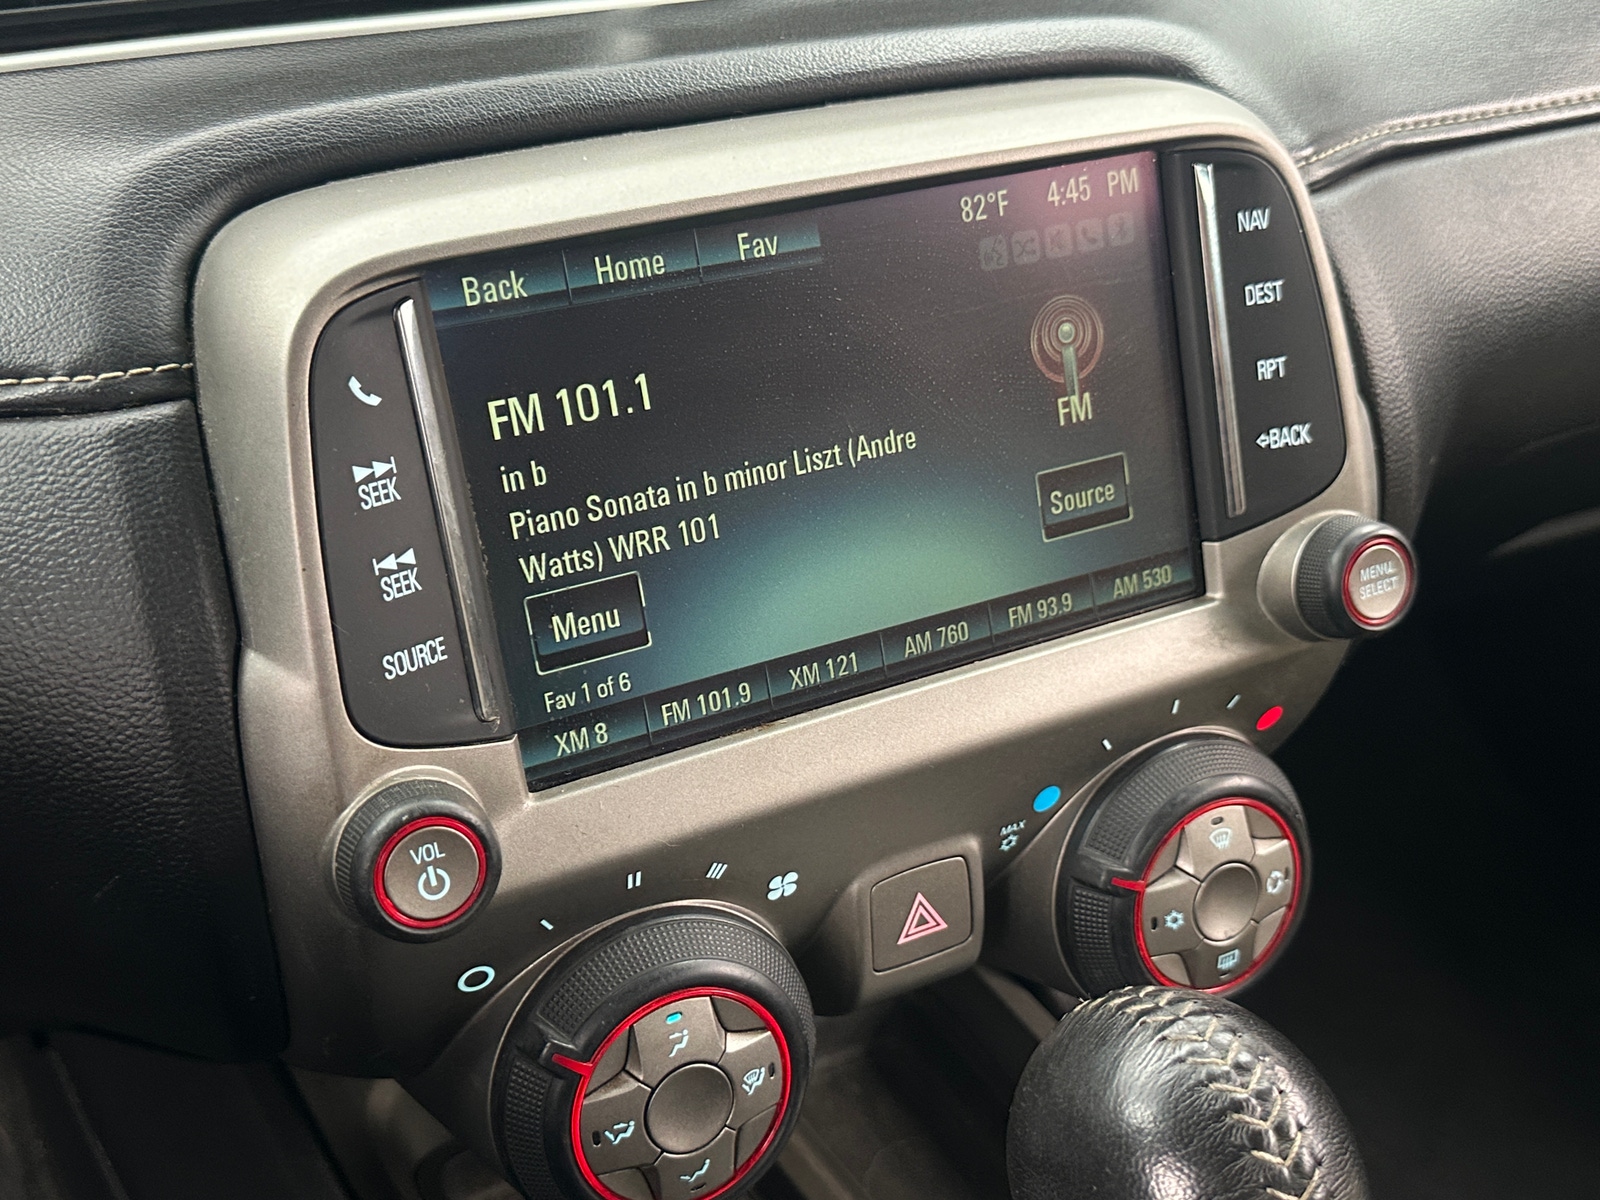 82°F 4:45 PM
Back Home Fav
FM 101.1
in b
Piano Sonata in b minor Liszt (Andre
Watts) WRR 101
FM
Source
Menu
Fav 1 of 6
XM 8 FM 101.9 XM 121 AM 760 FM 93.9 AM 530
SEEK
SEEK
SOURCE
NAV
DEST
RPT
BACK
MENU
SELECT
VOL
MAX